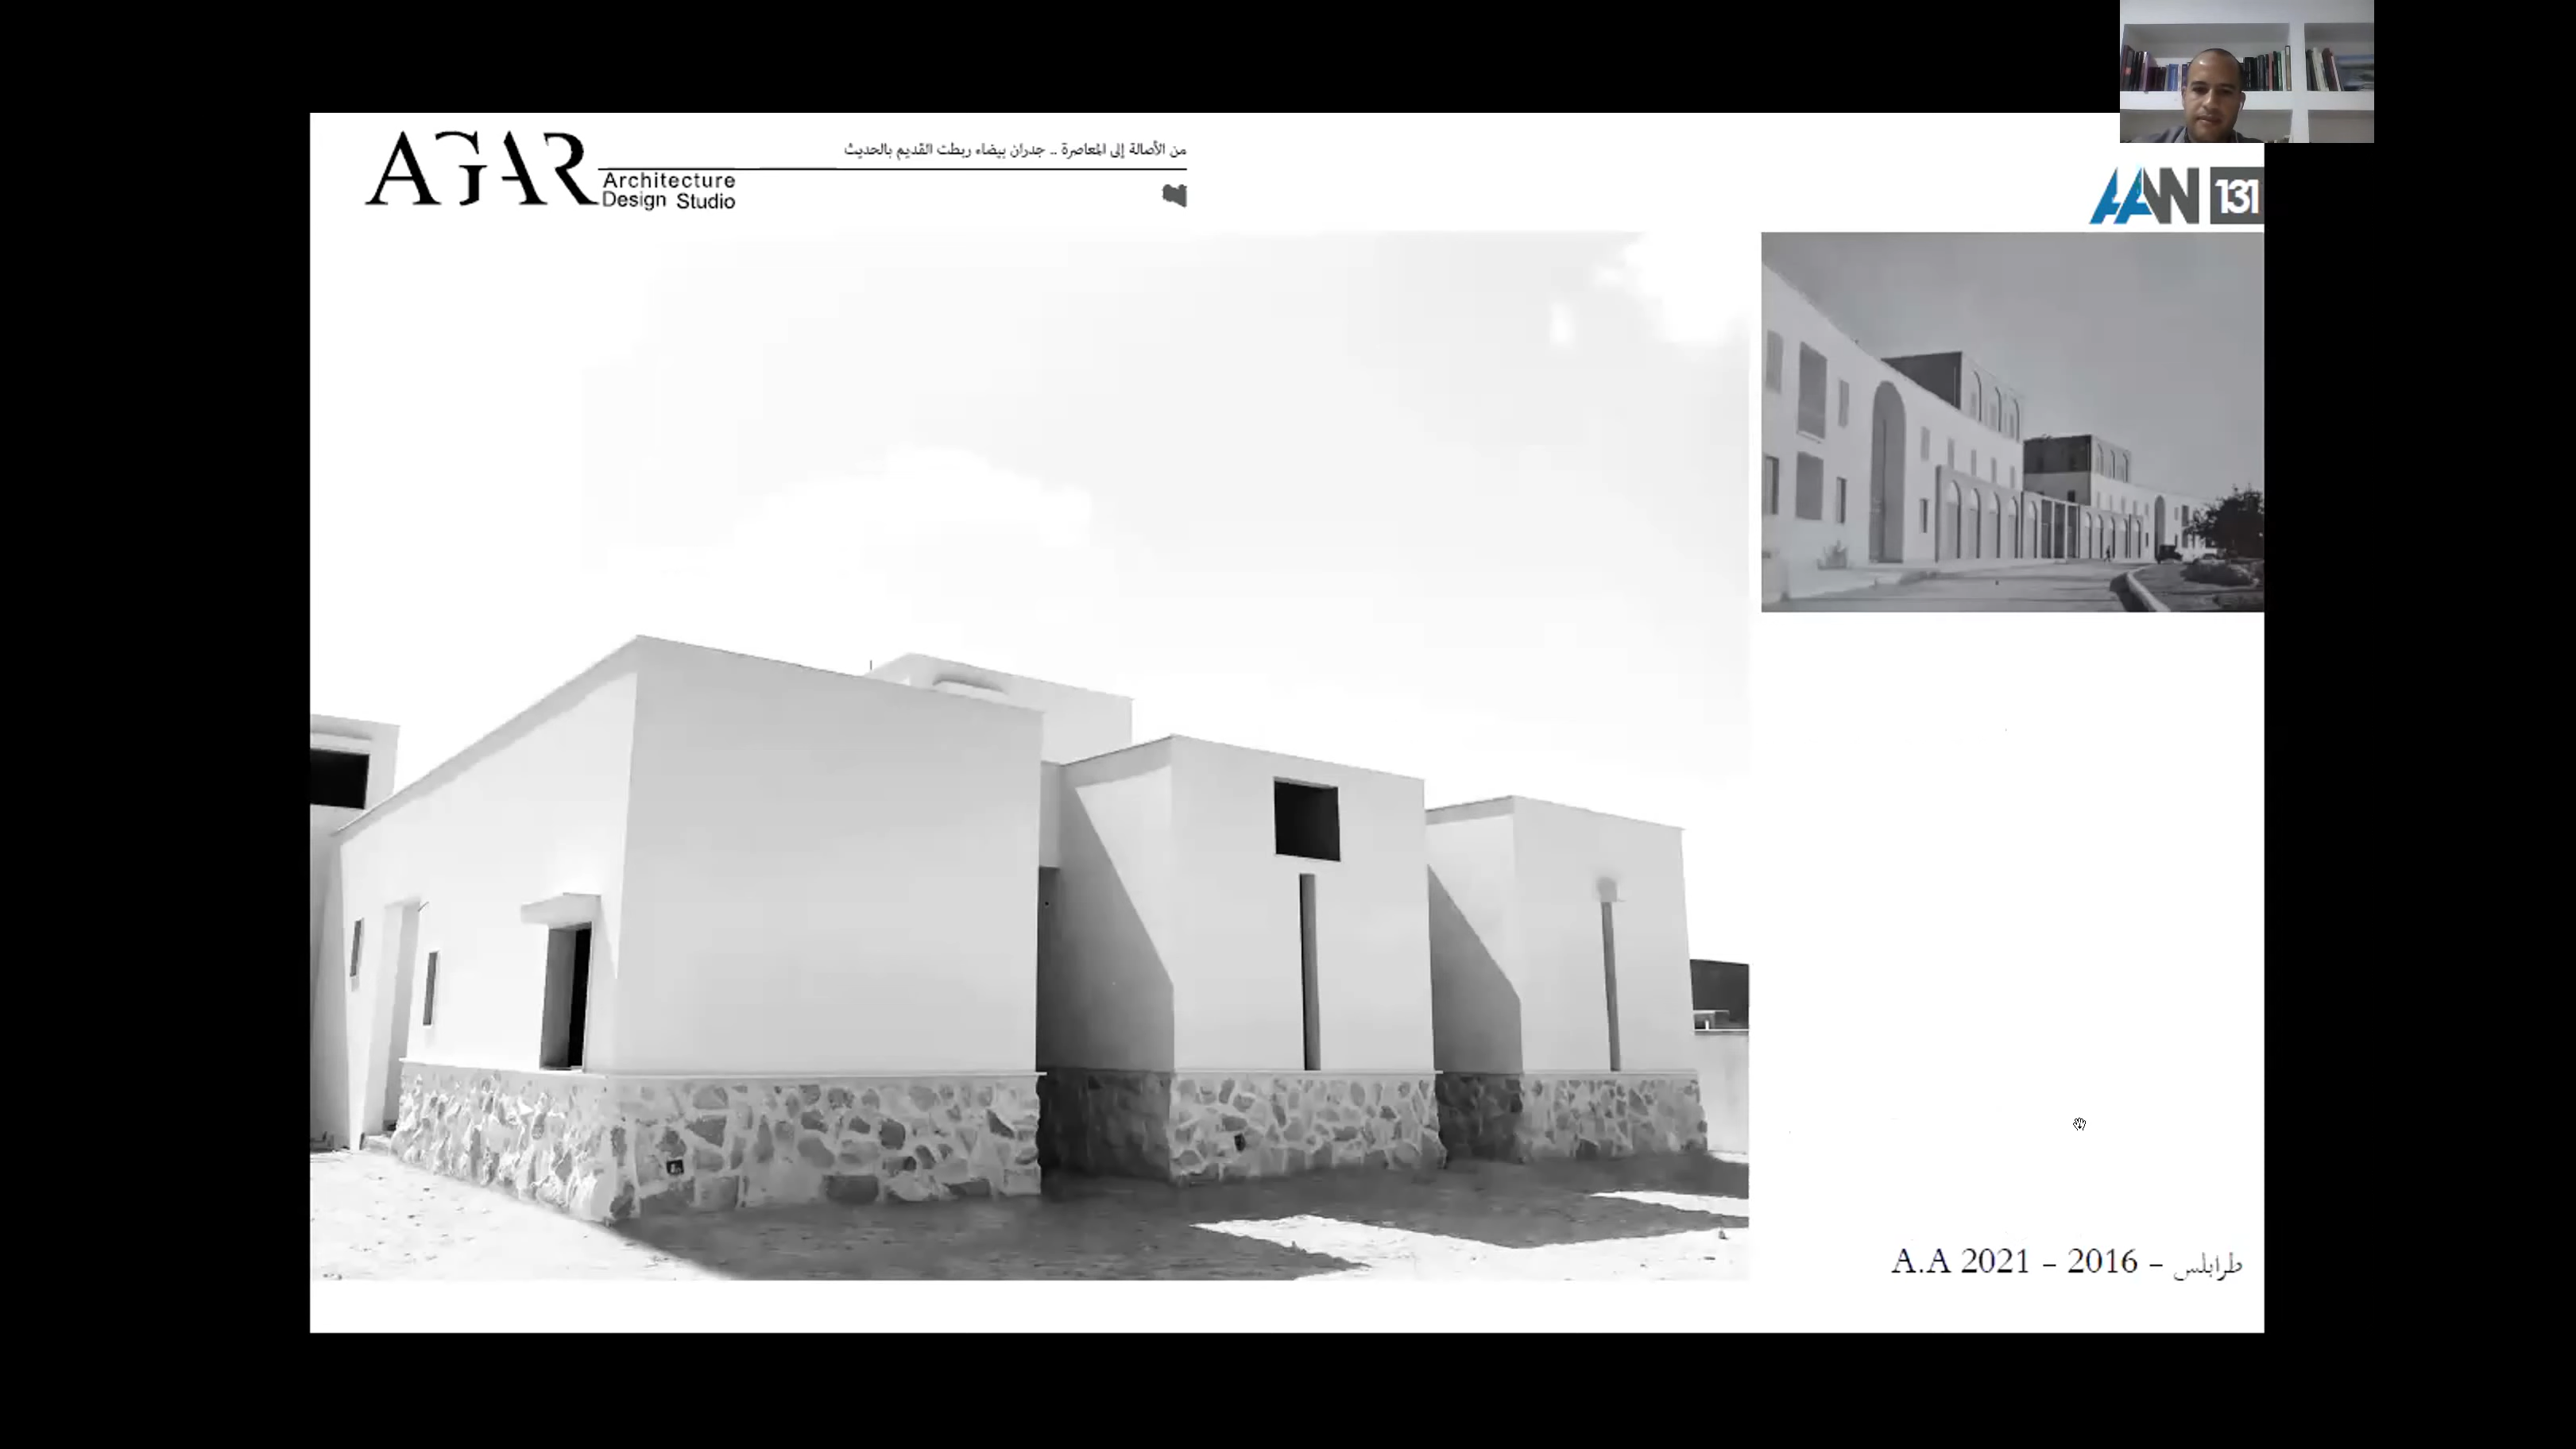 AGAR
Architecture
Design Studio
من الأصالة إلى المعاصرة .. جدران بيضاء ربطت القديم بالحديث
AAN 131
A.A 2021 – 2016 – طرابلس